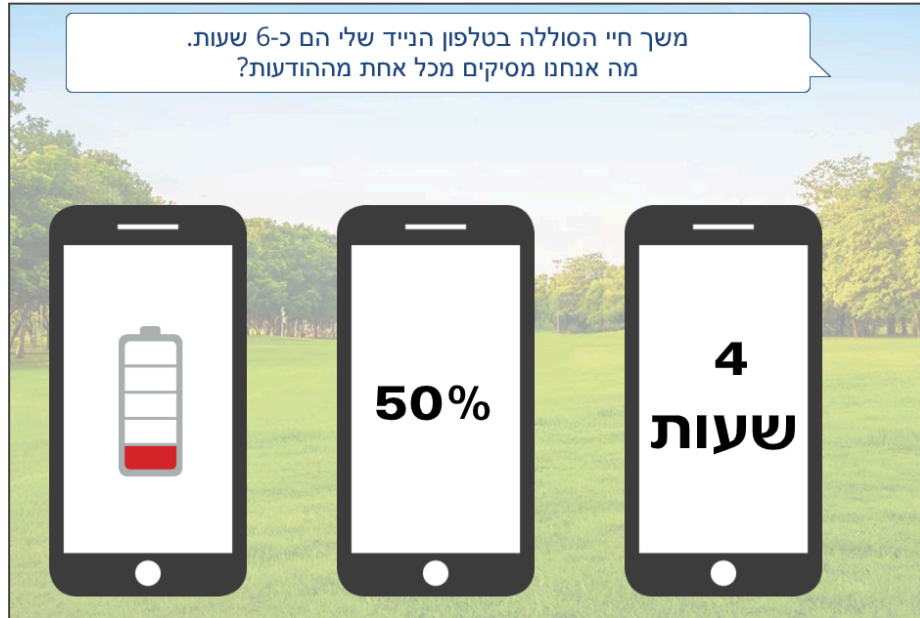 משך חיי הסוללה בטלפון הנייד שלי הם כ-6 שעות.
מה אנחנו מסיקים מכל אחת מההודעות?
4
שעות
50%